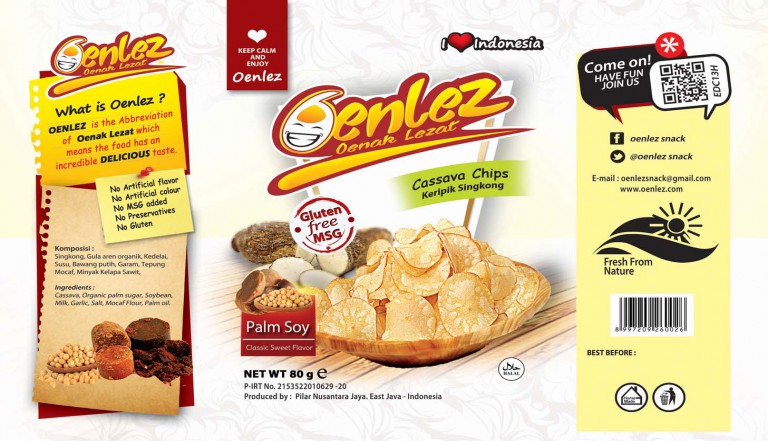 Oenlez
Oenak Lezat
What is Oenlez ?
OENLEZ is the Abbreviation
of Oenak Lezat which
means the food has an
incredible DELICIOUS taste.
No Artificial flavor
No Artificial colour
No MSG added
No Preservatives
No Gluten
Komposisi :
Singkong, Gula aren organik, Kedelai,
Susu, Bawang putih, Garam, Tepung
Mocaf, Minyak Kelapa Sawit,
Ingredients :
Cassava, Organic palm sugar, Soybean,
Milk, Garlic, Salt, Mocaf Flour, Palm oil.
KEEP CALM
AND
ENJOY
Oenlez
I Indonesia
Oenlez
Oenak Lezat
Cassava Chips
Keripik Singkong
Gluten
free
MSG
Palm Soy
Classic Sweet Flavor
NET WT 80 g e
P-IRT No. 2153522010629 -20
Produced by : Pilar Nusantara Jaya. East Java - Indonesia
HALAL
Come on!
HAVE FUN
JOIN US
EDC13H
oenlez snack
@oenlez snack
E-mail : oenlezsnack@gmail.com
www.oenlez.com
Fresh From
Nature
8997209260026
BEST BEFORE :